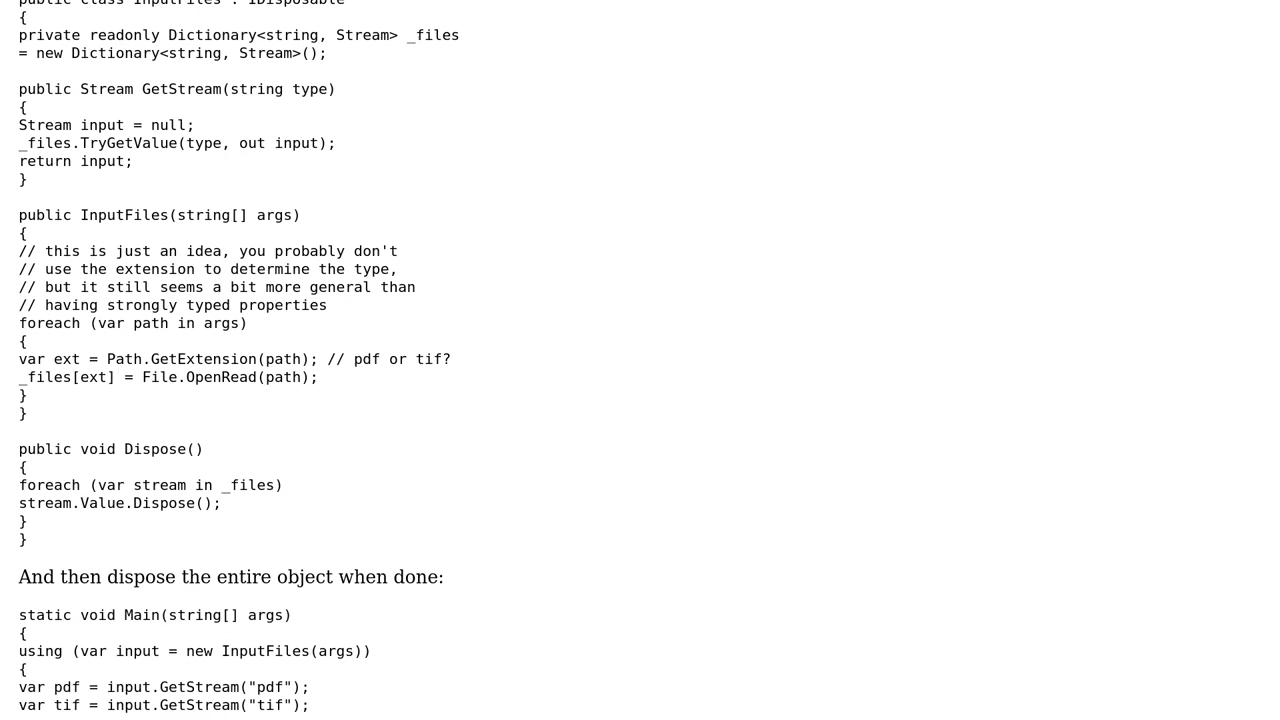 public class InputFiles : IDisposable
{
private readonly Dictionary<string, Stream> _files
= new Dictionary<string, Stream>();

public Stream GetStream(string type)
{
Stream input = null;
_files.TryGetValue(type, out input);
return input;
}

public InputFiles(string[] args)
{
// this is just an idea, you probably don't
// use the extension to determine the type,
// but it still seems a bit more general than
// having strongly typed properties
foreach (var path in args)
{
var ext = Path.GetExtension(path); // pdf or tif?
_files[ext] = File.OpenRead(path);
}
}

public void Dispose()
{
foreach (var stream in _files)
stream.Value.Dispose();
}
}

And then dispose the entire object when done:

static void Main(string[] args)
{
using (var input = new InputFiles(args))
{
var pdf = input.GetStream("pdf");
var tif = input.GetStream("tif");